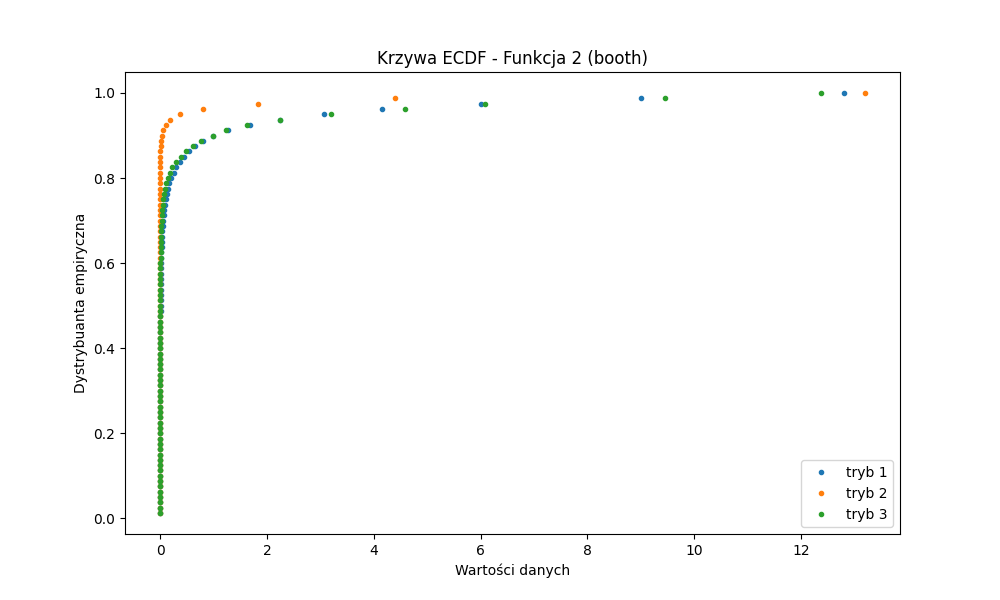 Krzywa ECDF - Funkcja 2 (booth)
Dystrybuanta empiryczna
1.0
0.8
0.6
0.4
0.2
0.0
0 2 4 6 8 10 12
Wartości danych
tryb 1
tryb 2
tryb 3